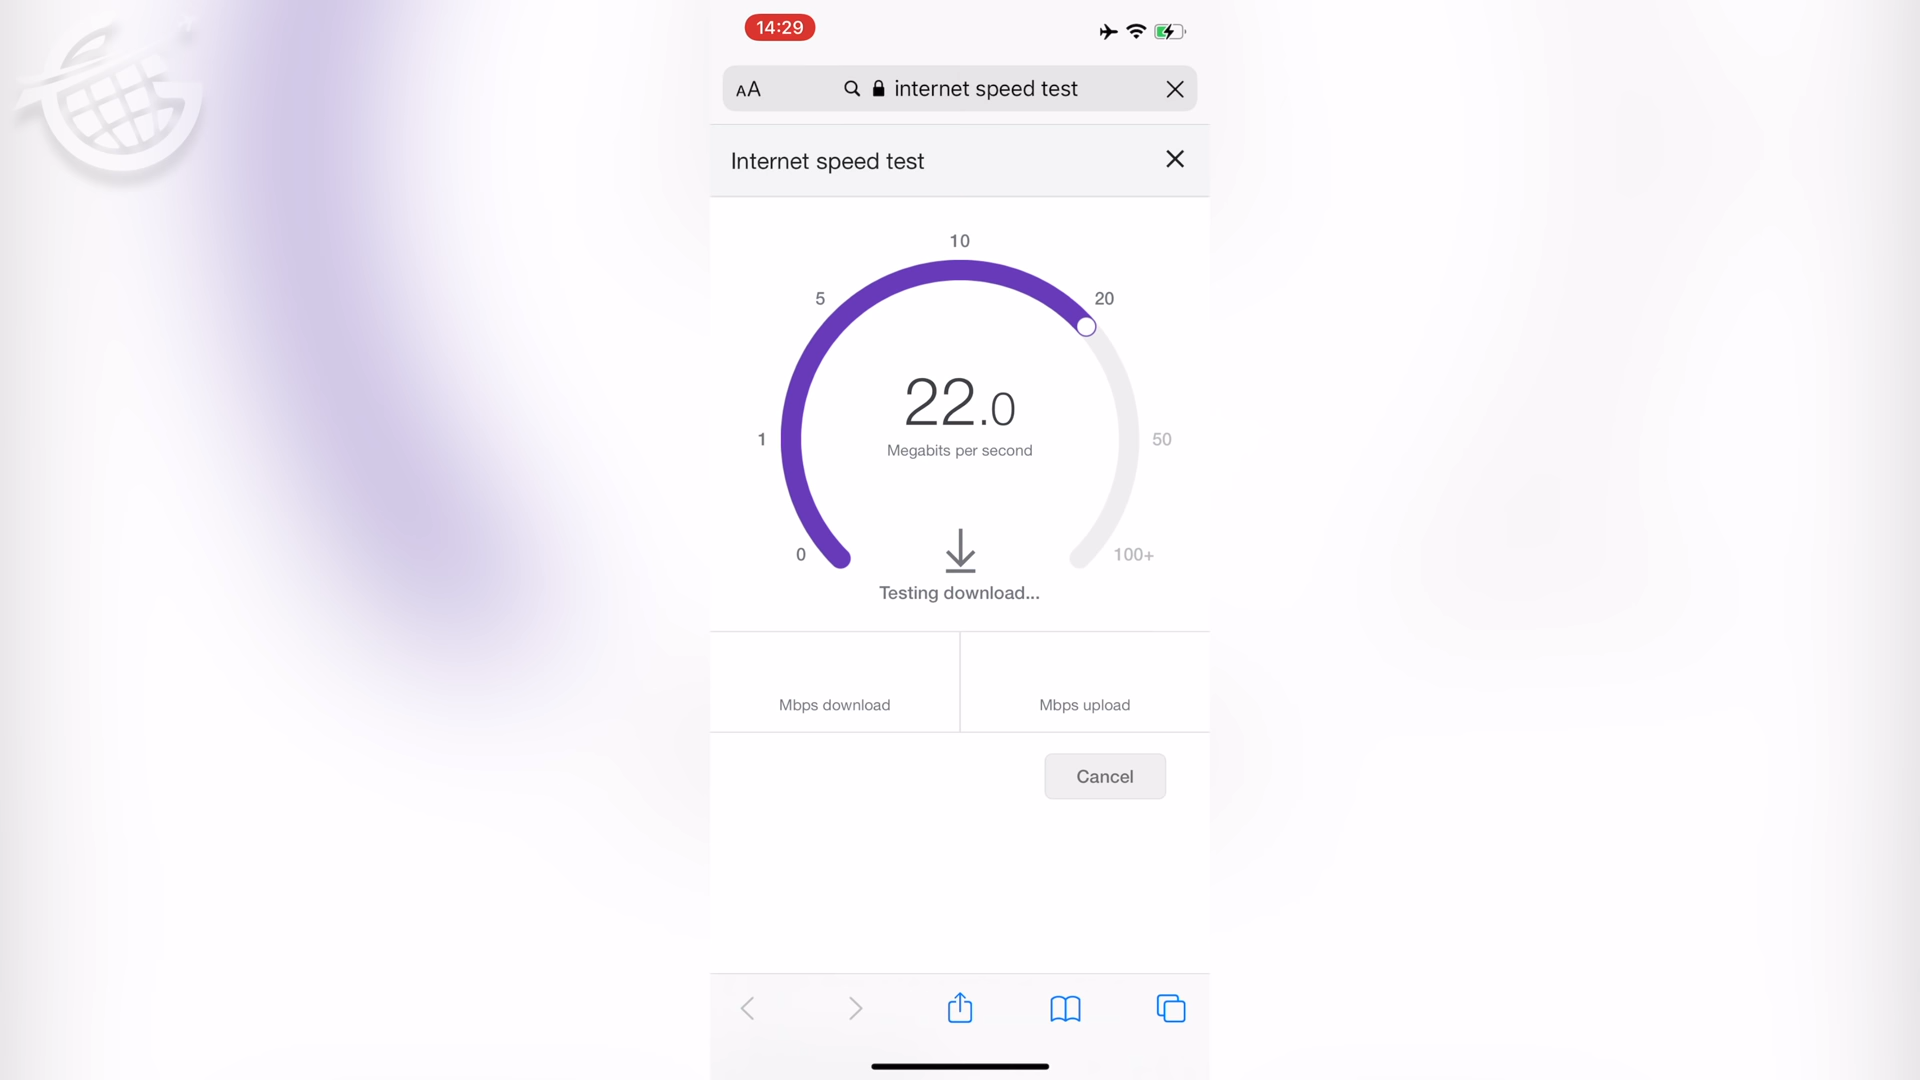 14:29
AA internet speed test
Internet speed test
10
5
20
22.0
Megabits per second
1
50
0
100+
Testing download...
Mbps download
Mbps upload
Cancel